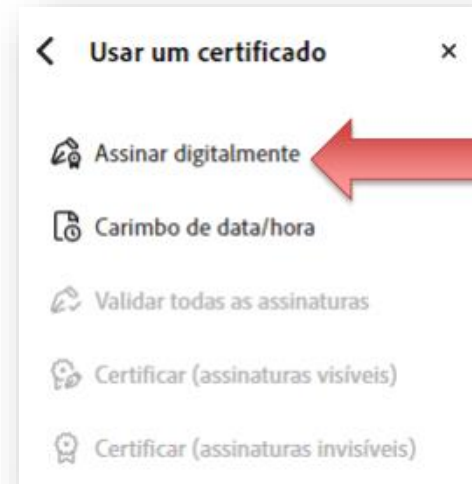 Usar um certificado
Assinar digitalmente
Carimbo de data/hora
Validar todas as assinaturas
Certificar (assinaturas visíveis)
Certificar (assinaturas invisíveis)